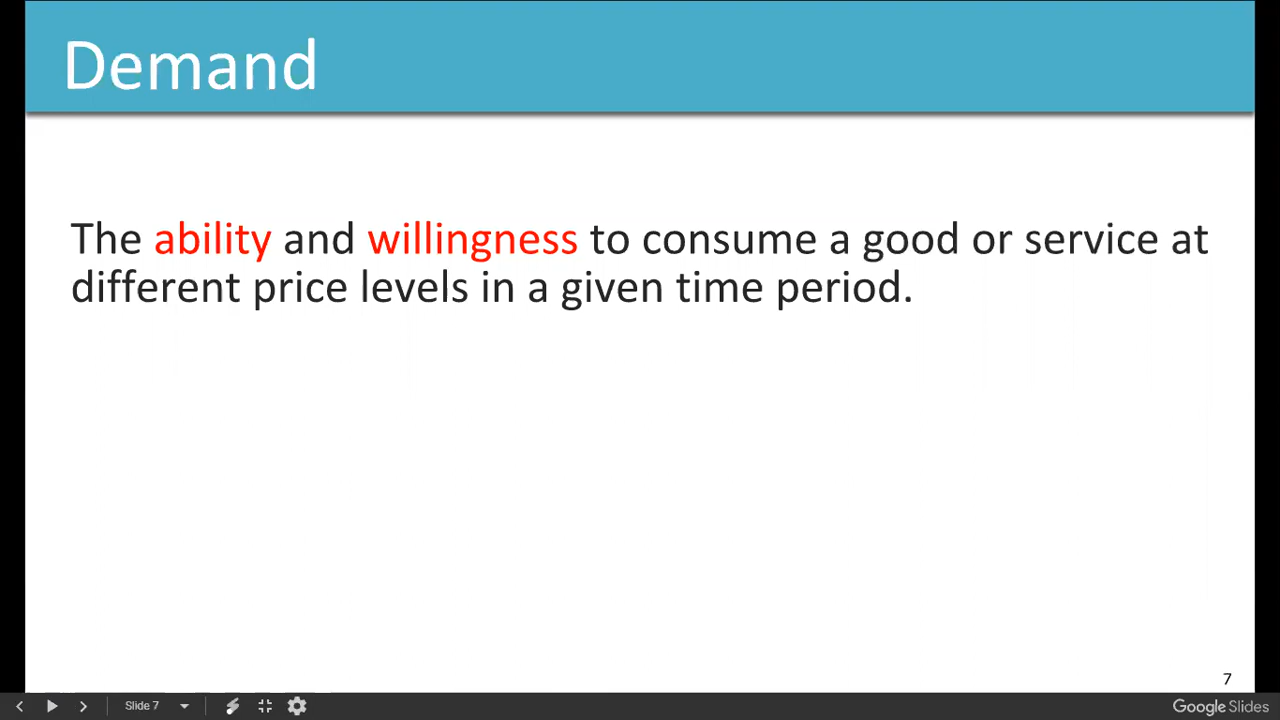 Demand
The ability and willingness to consume a good or service at
different price levels in a given time period.
7
Slide 7
Google Slides